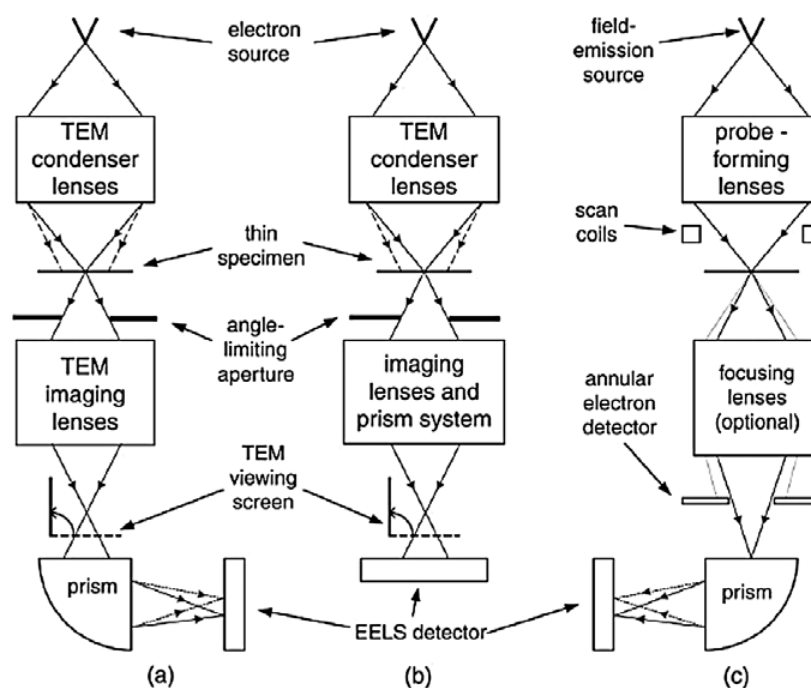 electron
source
field-
emission
source
TEM
condenser
lenses
TEM
condenser
lenses
probe -
forming
lenses
scan
coils
thin
specimen
angle-
limiting
aperture
TEM
imaging
lenses
imaging
lenses and
prism system
annular
electron
detector
focusing
lenses
(optional)
TEM
viewing
screen
prism
EELS detector
prism
(a)
(b)
(c)